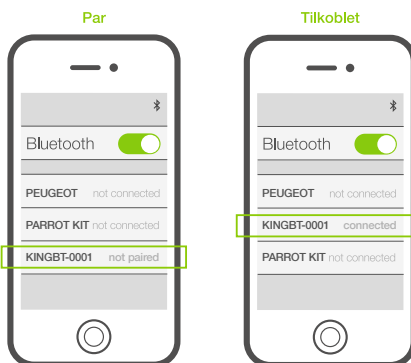 Par
Bluetooth
PEUGEOT not connected
PARROT KIT not connected
KINGBT-0001 not paired
Tilkoblet
Bluetooth
PEUGEOT not connected
KINGBT-0001 connected
PARROT KIT not connected